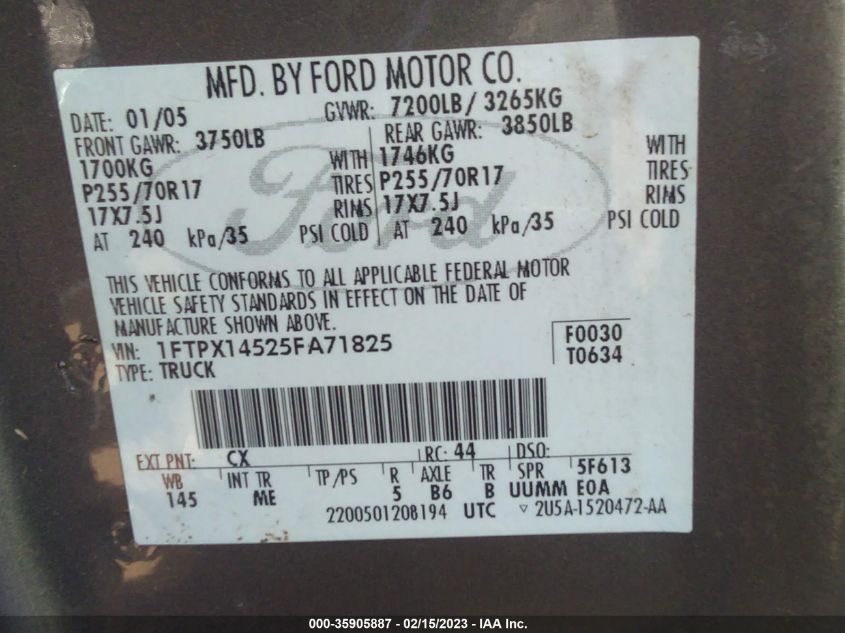 MFD. BY FORD MOTOR CO.
DATE: 01/05 GVWR: 7200LB/ 3265KG
FRONT GAWR: 3750LB REAR GAWR: 3850LB
1700KG WITH 1746KG WITH
P255/70R17 TIRES P255/70R17 TIRES
17X7.5J RIMS 17X7.5J RIMS
AT 240 kPa/35 PSI COLD AT 240 kPa/35 PSI COLD
Ford
THIS VEHICLE CONFORMS TO ALL APPLICABLE FEDERAL MOTOR
VEHICLE SAFETY STANDARDS IN EFFECT ON THE DATE OF
MANUFACTURE SHOWN ABOVE.
VIN: 1FTPX14525FA71825 F0030
TYPE: TRUCK T0634
EXT PNT: CX RC: 44 DSO:
WB INT TR TP/PS R AXLE TR SPR 5F613
145 ME 5 B6 B UUMM EOA
2200501208194 UTC ▽ 2U5A-1520472-AA
000-35905887 - 02/15/2023 - IAA Inc.